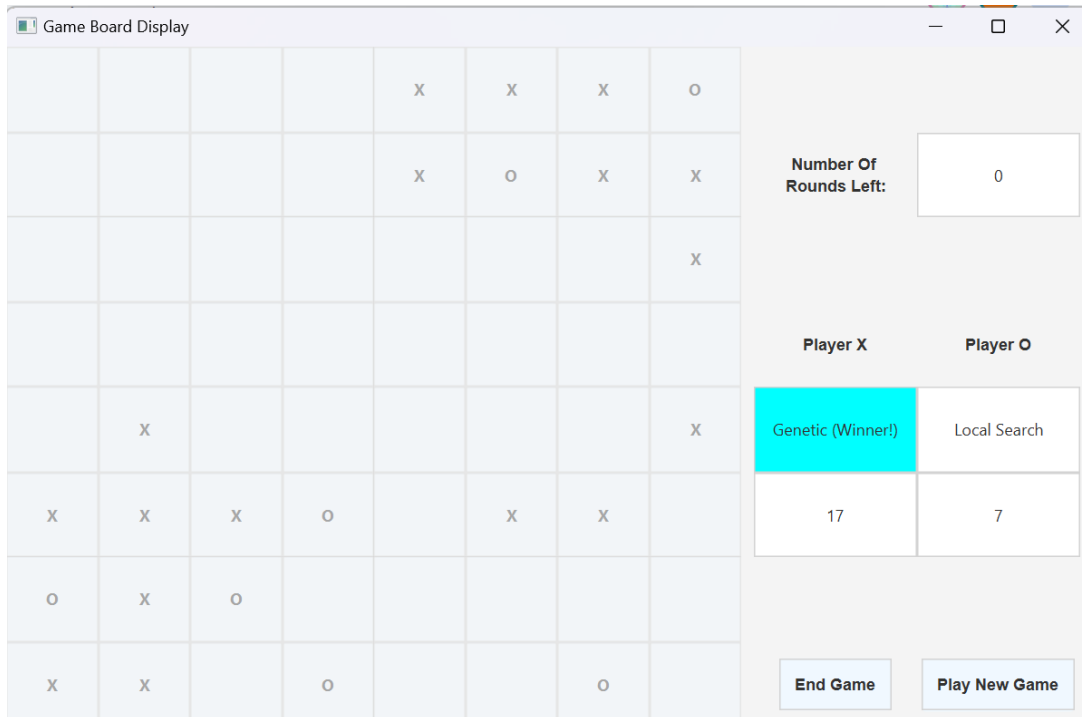 Game Board Display
X X X O
X O X X
Number Of
Rounds Left:
0
X
Player X Player O
X X
Genetic (Winner!) Local Search
X X X O X X
17 7
O X O
X X O O
End Game Play New Game